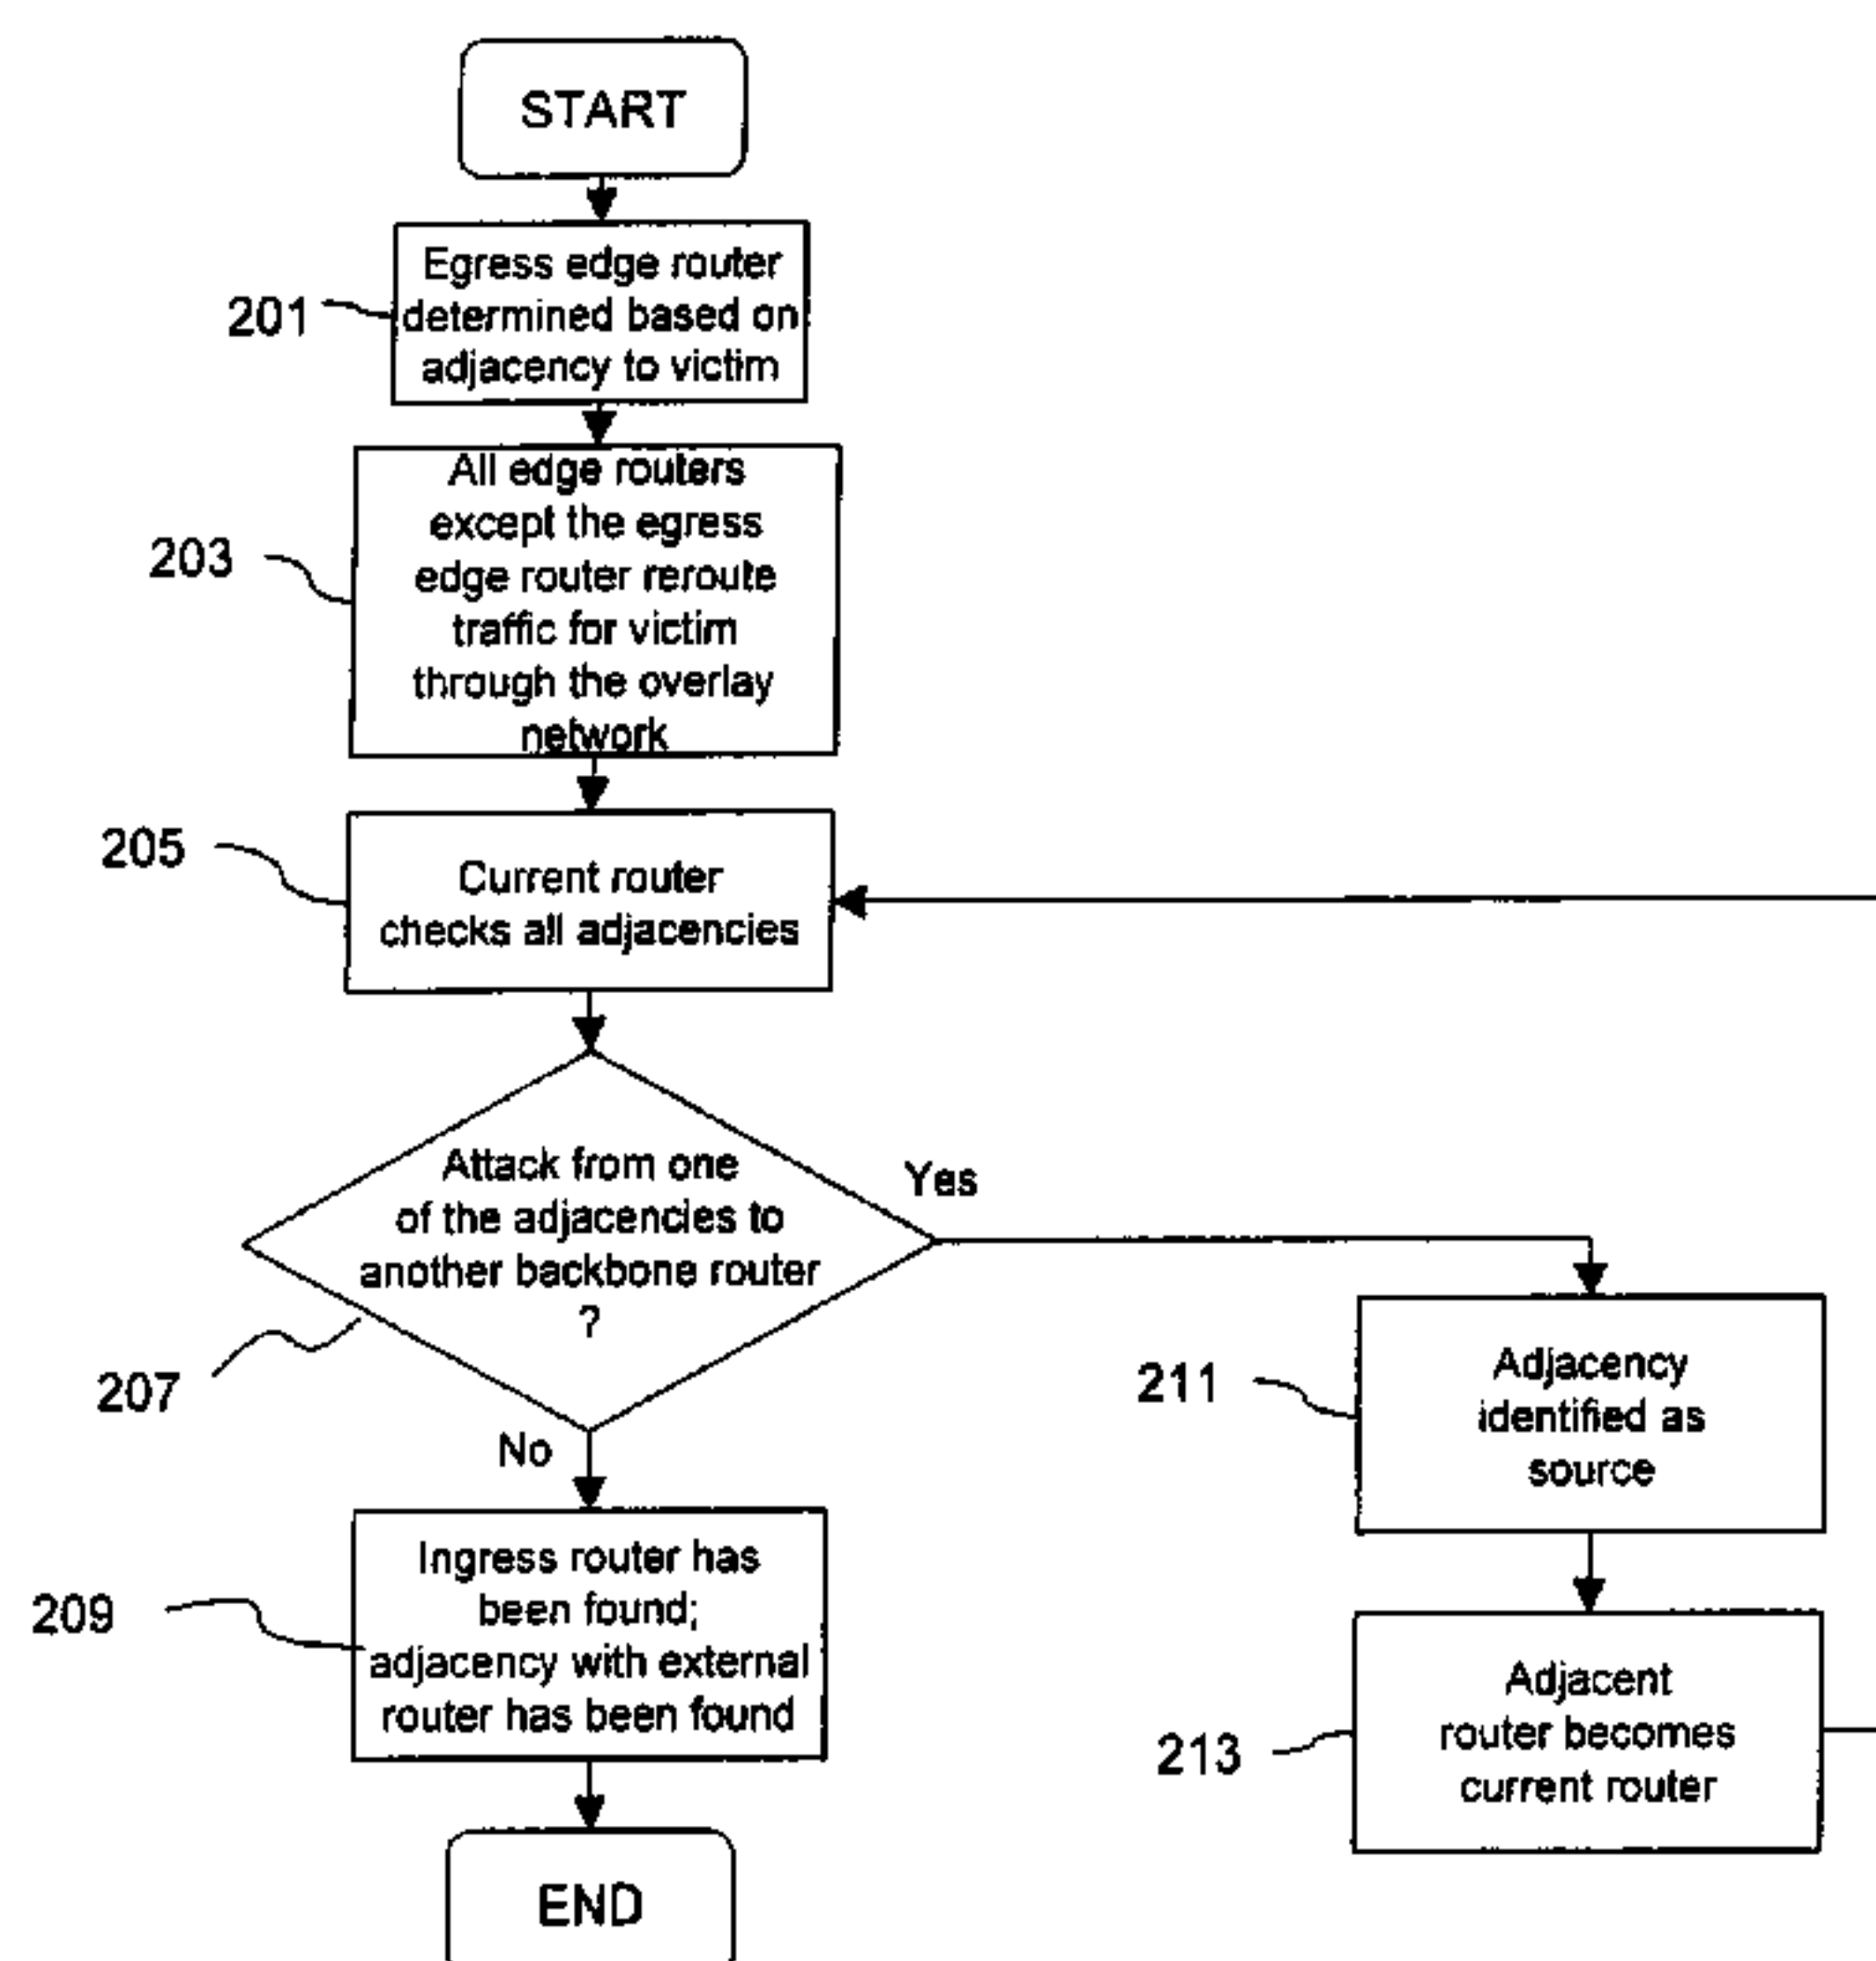 START
201
Egress edge router
determined based on
adjacency to victim
203
All edge routers
except the egress
edge router reroute
traffic for victim
through the overlay
network
205
Current router
checks all adjacencies
Attack from one
of the adjacencies to
another backbone router
?
Yes
207
No
211
Adjacency
identified as
source
209
Ingress router has
been found;
adjacency with external
router has been found
213
Adjacent
router becomes
current router
END